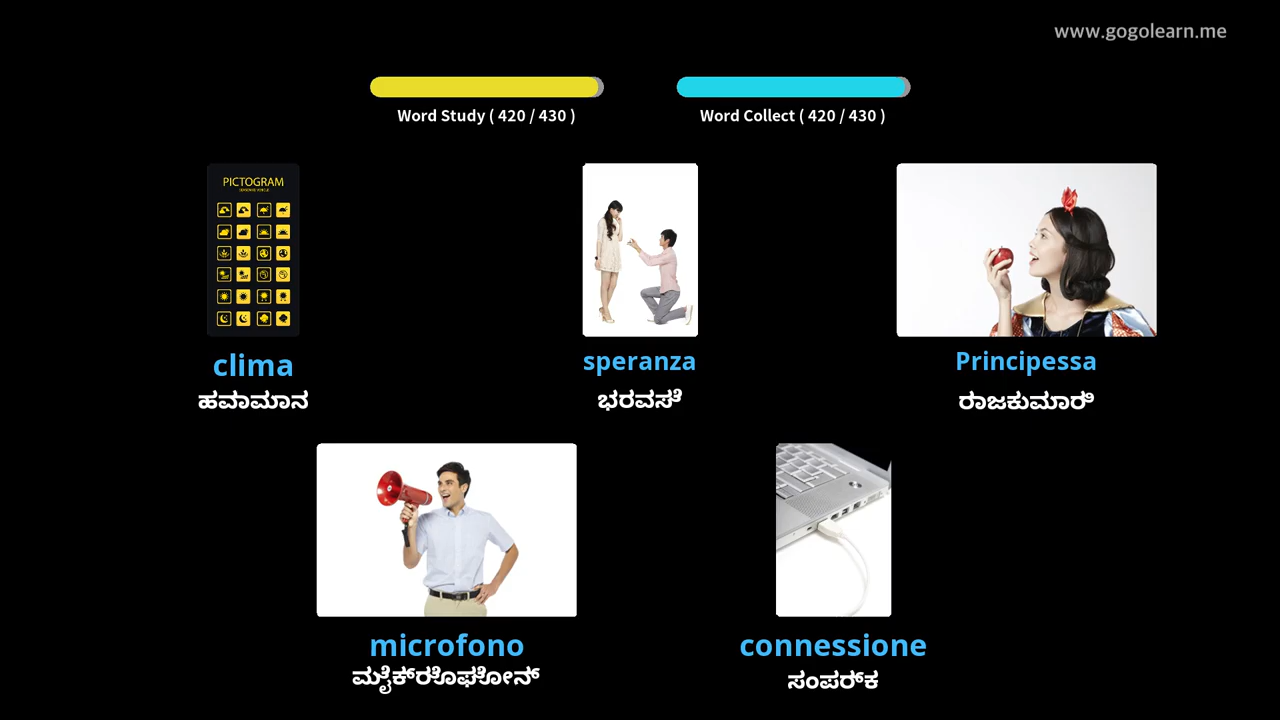 www.gogolearn.me
Word Study ( 420 / 430 )
Word Collect ( 420 / 430 )
PICTOGRAM
clima
speranza
Principessa
ಹವಾಮಾನ
ಭರವಸೆ
ರಾಜಕುಮಾರಿ
microfono
connessione
ಮೈಕ್ರೊಫೋನ್
ಸಂಪರ್ಕ